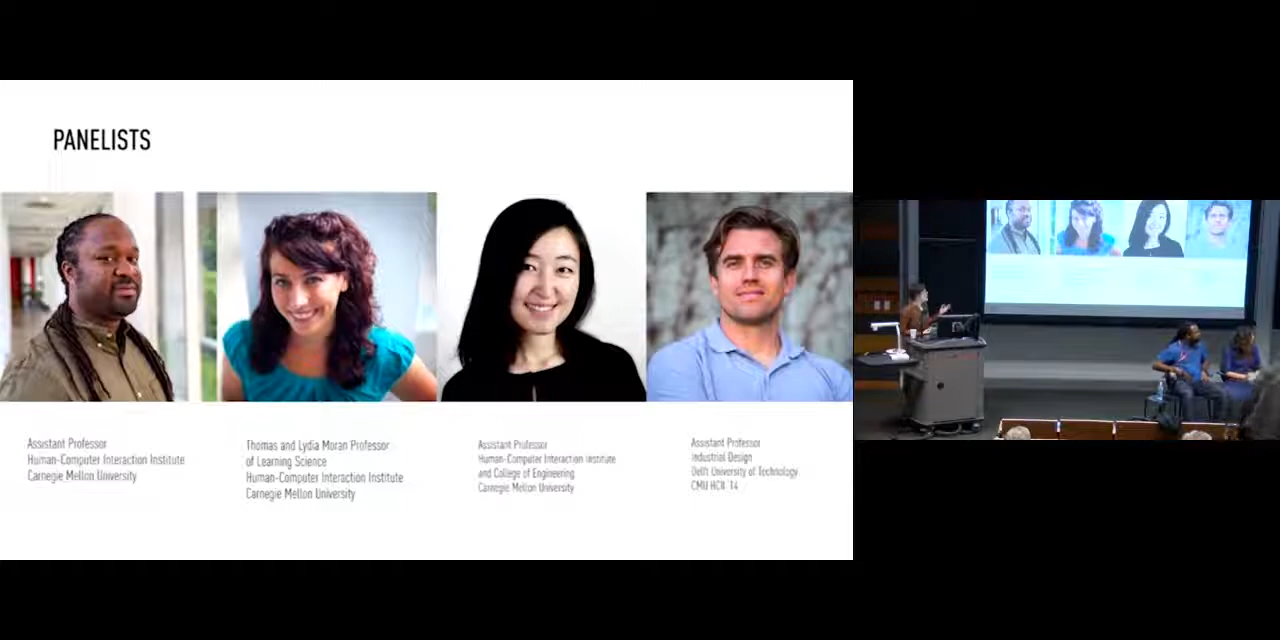 PANELISTS
Assistant Professor
Human-Computer Interaction Institute
Carnegie Mellon University
Thomas and Lydia Moran Professor
of Learning Science
Human-Computer Interaction Institute
Carnegie Mellon University
Assistant Professor
Human-Computer Interaction Institute
and College of Engineering
Carnegie Mellon University
Assistant Professor
Industrial Design
Delft University of Technology
CMU HCII '14